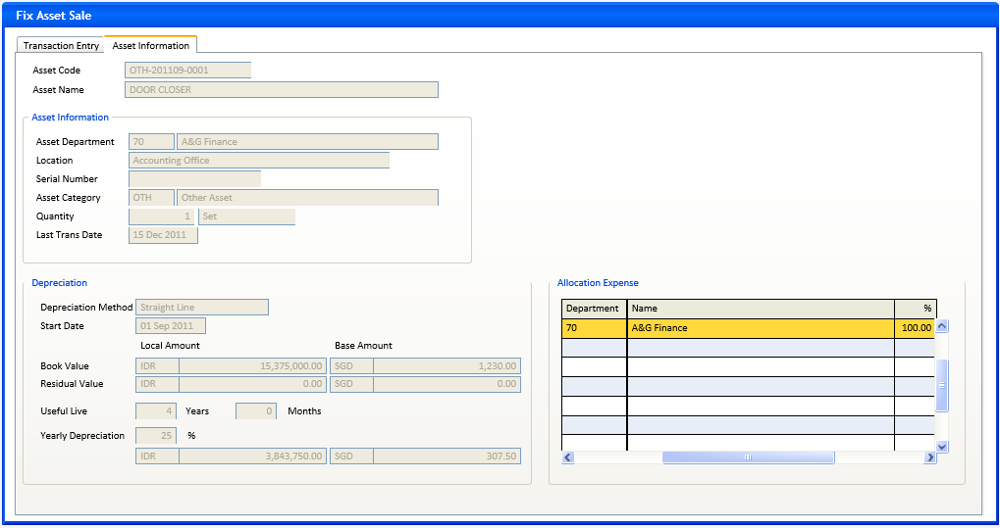 Fix Asset Sale
Transaction Entry Asset Information
Asset Code OTH-201109-0001
Asset Name DOOR CLOSER
Asset Information
Asset Department 70 A&G Finance
Location Accounting Office
Serial Number
Asset Category OTH Other Asset
Quantity 1 Set
Last Trans Date 15 Dec 2011
Depreciation
Depreciation Method Straight Line
Start Date 01 Sep 2011
Local Amount Base Amount
Book Value IDR 15,375,000.00 SGD 1,230.00
Residual Value IDR 0.00 SGD 0.00
Useful Live 4 Years 0 Months
Yearly Depreciation 25 %
IDR 3,843,750.00 SGD 307.50
Allocation Expense
Department Name %
70 A&G Finance 100.00